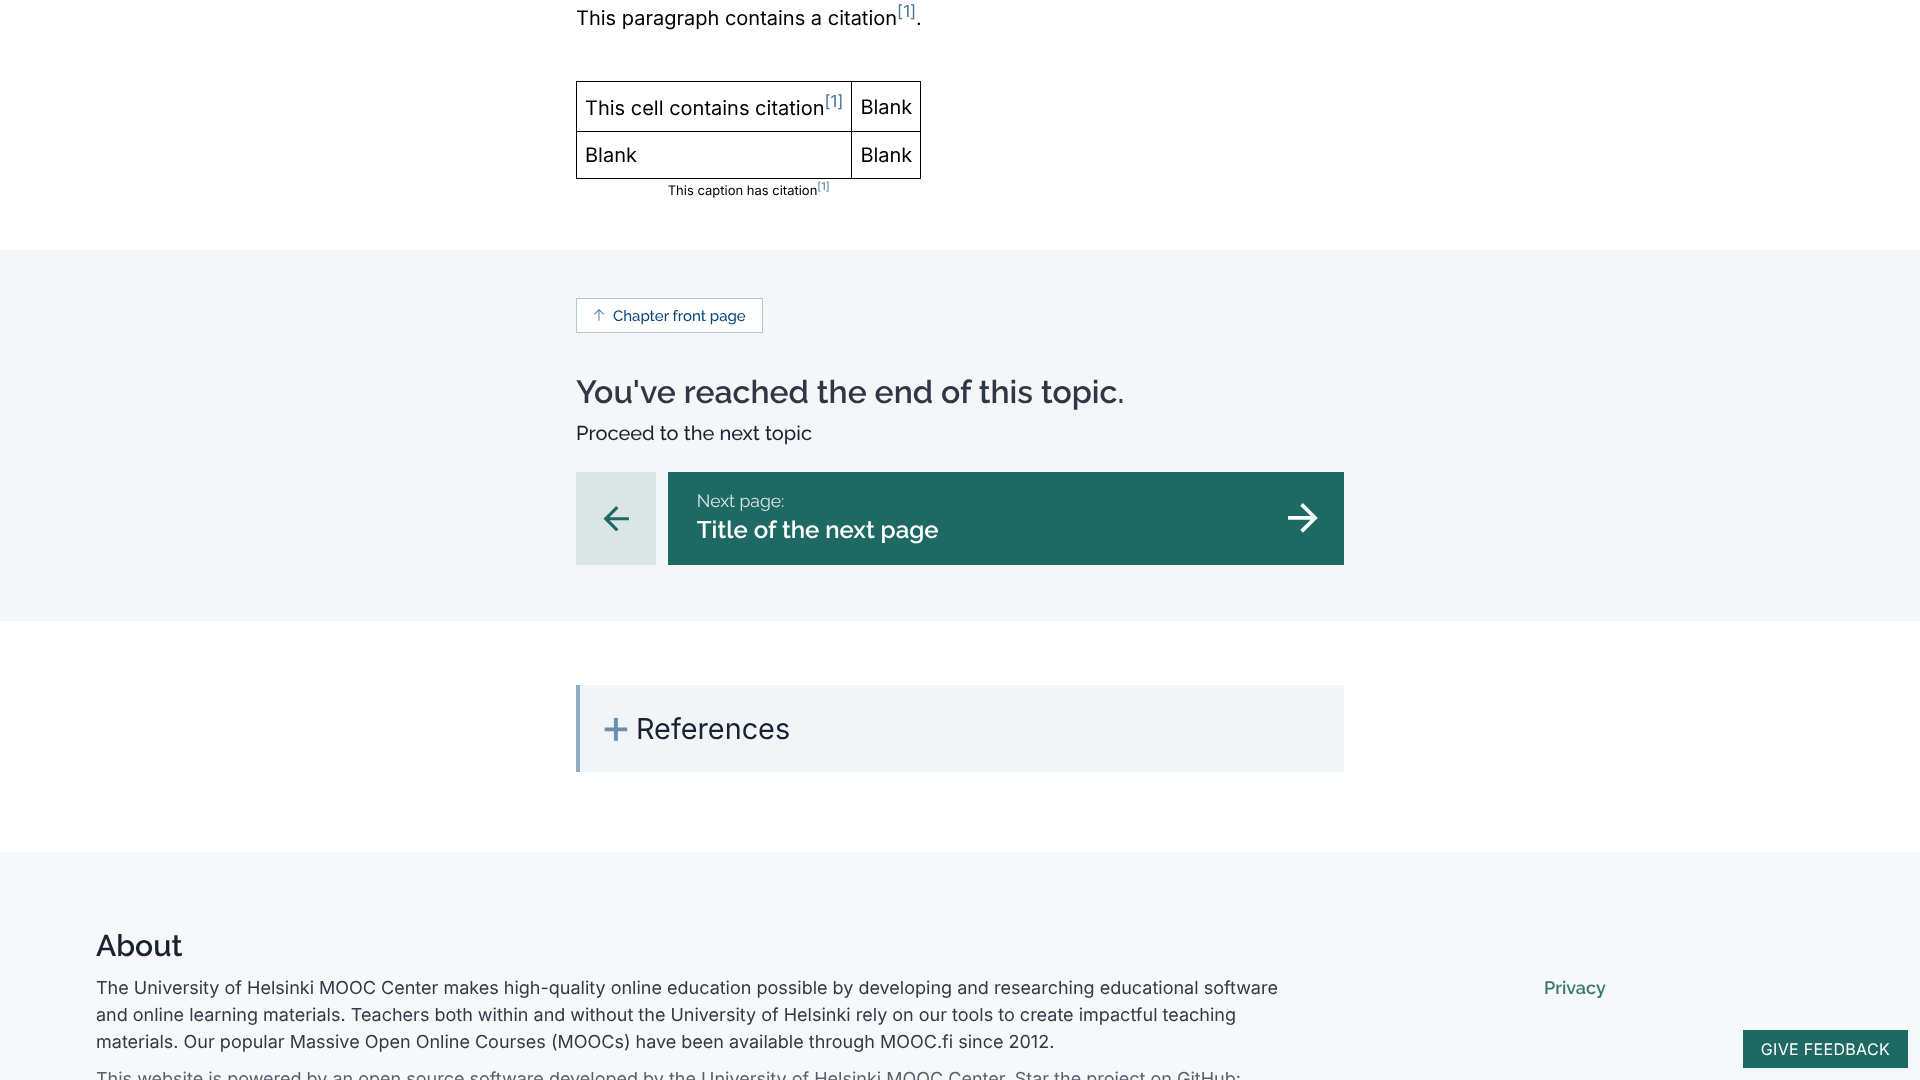 This paragraph contains a citation[1].
This cell contains citation[1] Blank
Blank Blank
This caption has citation[1]
Chapter front page
You've reached the end of this topic.
Proceed to the next topic
Next page:
Title of the next page
References
About
The University of Helsinki MOOC Center makes high-quality online education possible by developing and researching educational software
and online learning materials. Teachers both within and without the University of Helsinki rely on our tools to create impactful teaching
materials. Our popular Massive Open Online Courses (MOOCs) have been available through MOOC.fi since 2012.
This website is powered by an open source software developed by the University of Helsinki MOOC Center. Star the project on GitHub:
Privacy
GIVE FEEDBACK